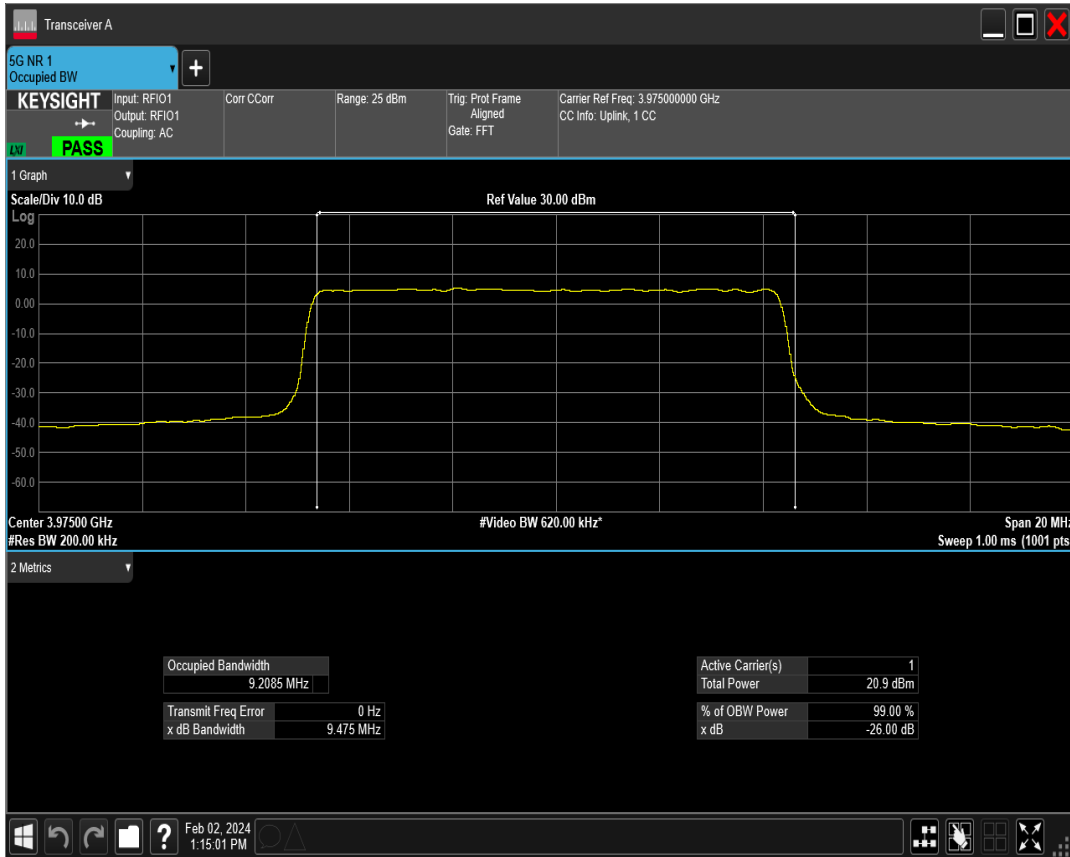 Transceiver A
5G NR 1
Occupied BW
KEYSIGHT
Input: RFIO1
Output: RFIO1
Coupling: AC
Corr CCorr
Range: 25 dBm
Trig: Prot Frame
Aligned
Gate: FFT
Carrier Ref Freq: 3.975000000 GHz
CC Info: Uplink, 1 CC
LXI
PASS
1 Graph
Scale/Div 10.0 dB
Ref Value 30.00 dBm
Log
20.0
10.0
0.00
-10.0
-20.0
-30.0
-40.0
-50.0
-60.0
Center 3.97500 GHz
#Video BW 620.00 kHz*
Span 20 MHz
#Res BW 200.00 kHz
Sweep 1.00 ms (1001 pts
2 Metrics
Occupied Bandwidth
9.2085 MHz
Transmit Freq Error 0 Hz
x dB Bandwidth 9.475 MHz
Active Carrier(s) 1
Total Power 20.9 dBm
% of OBW Power 99.00 %
x dB -26.00 dB
?
Feb 02, 2024
1:15:01 PM